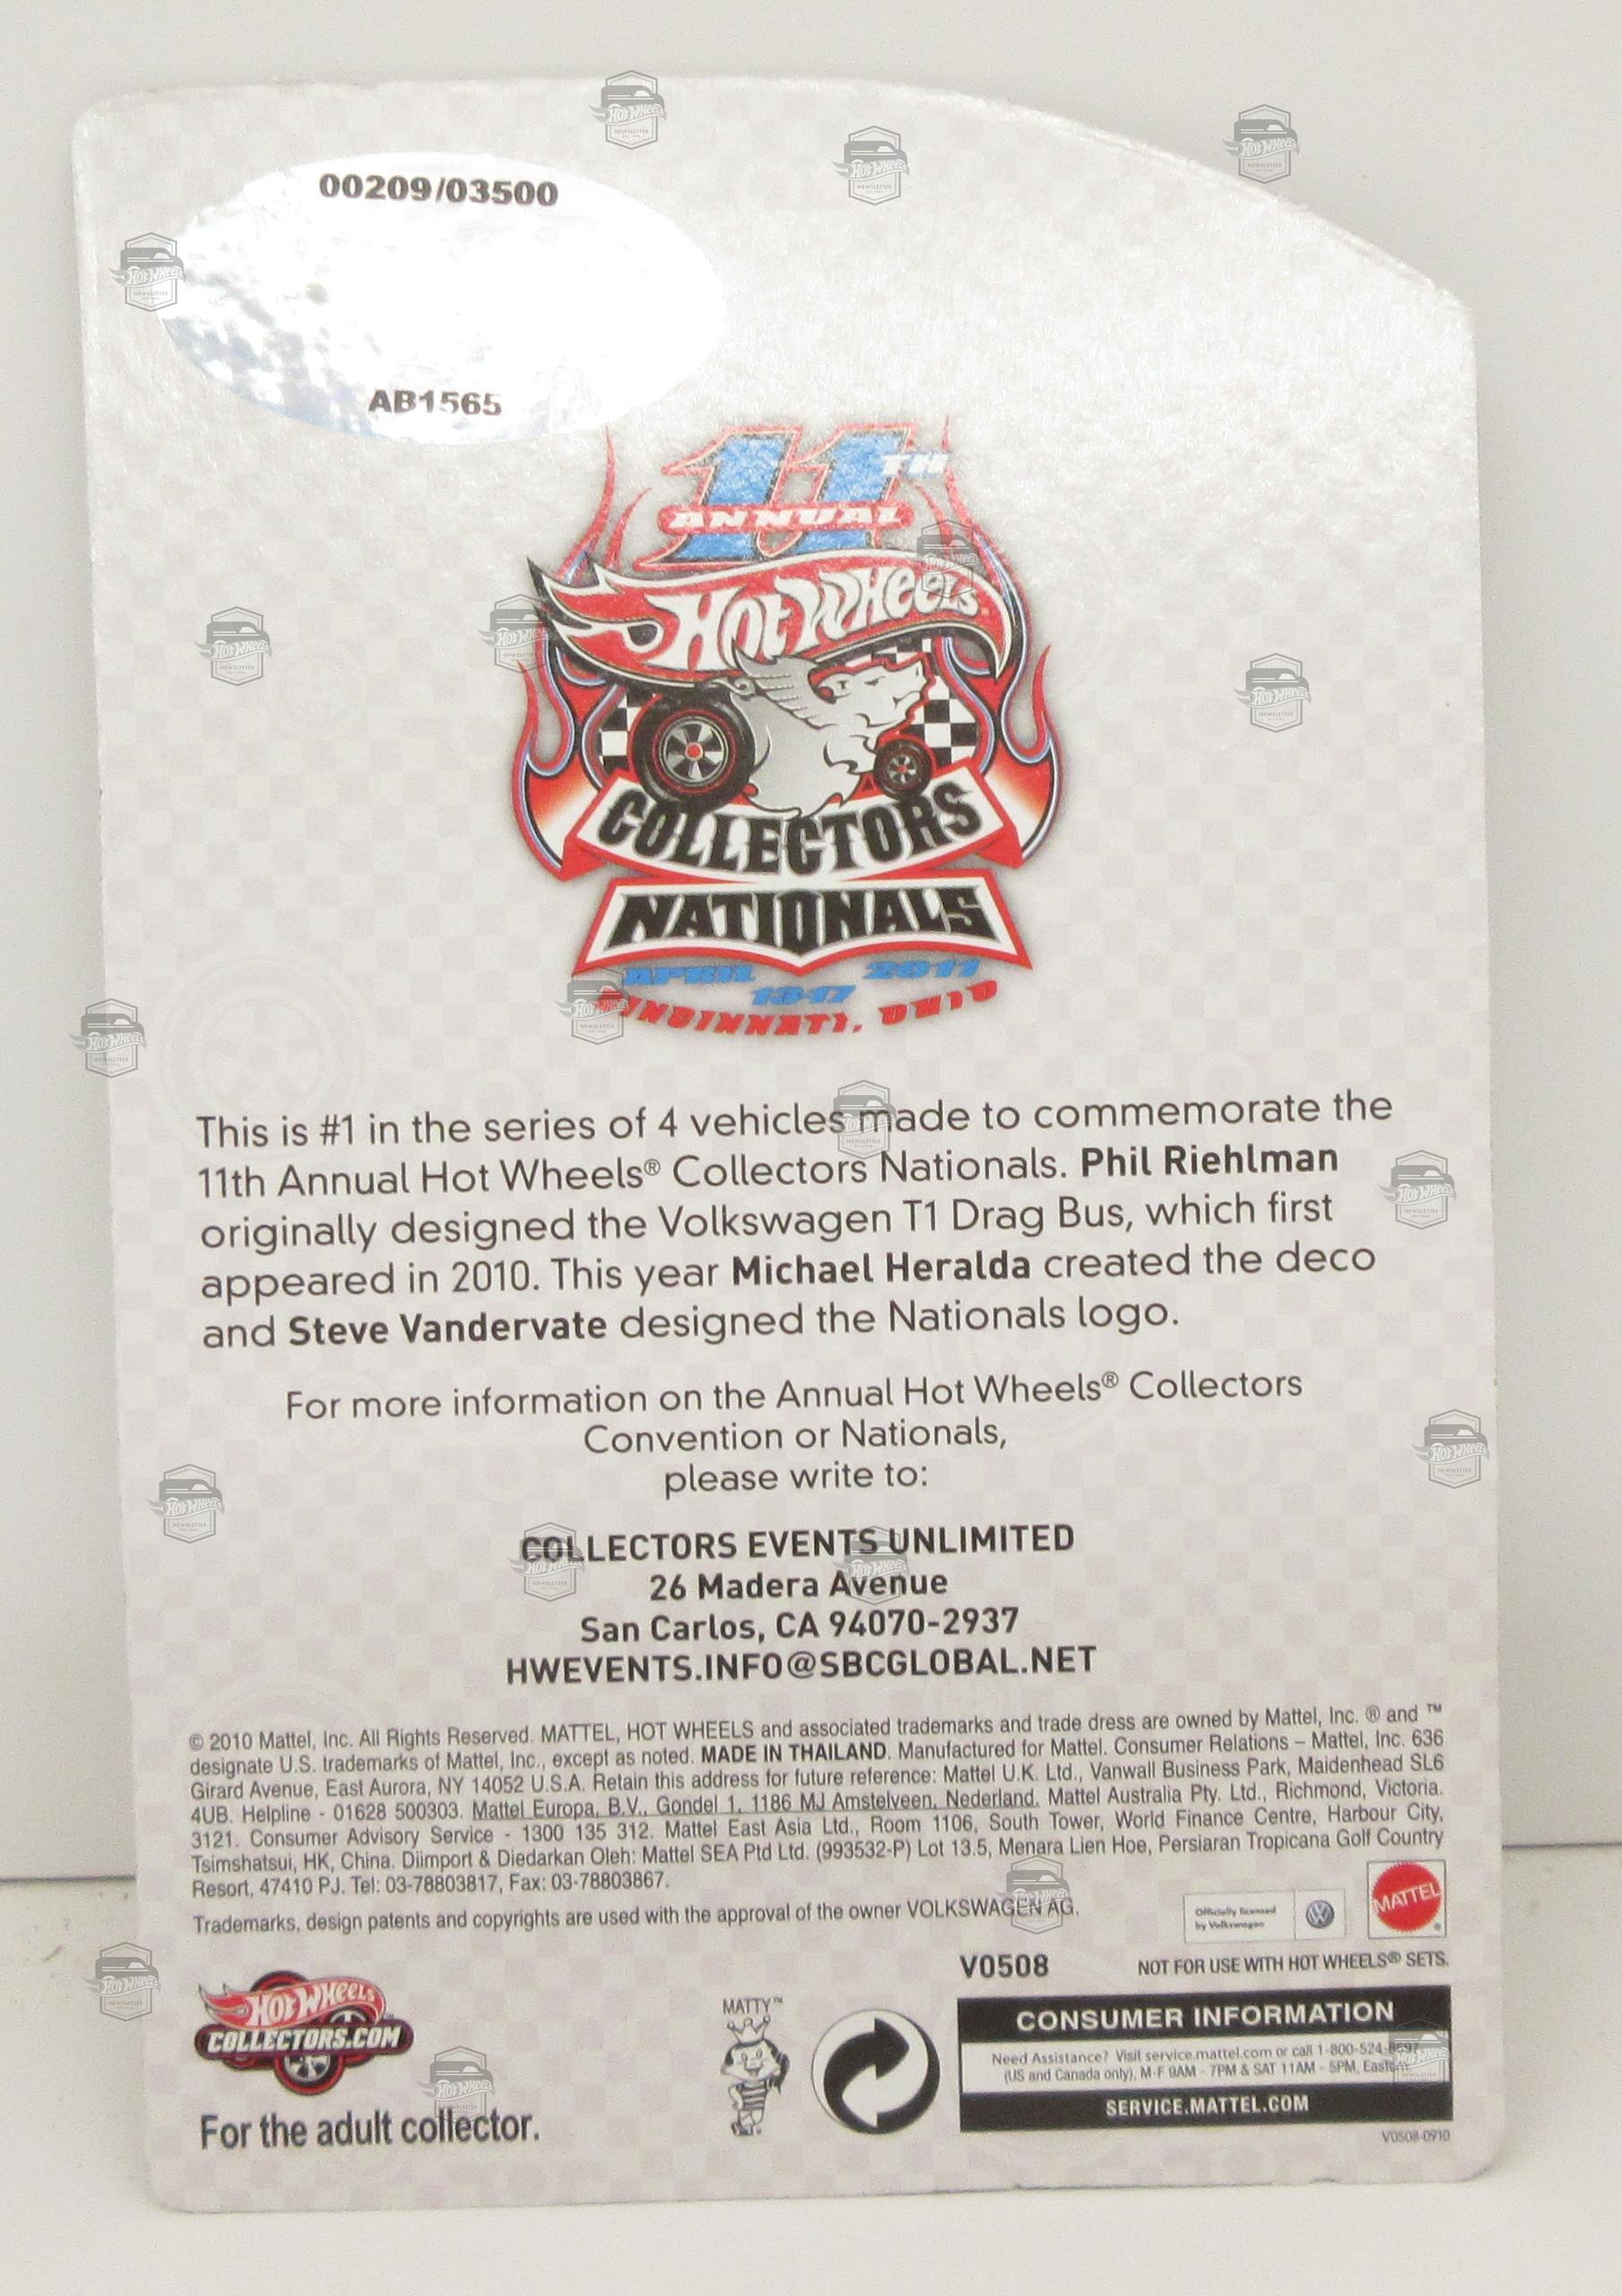 00209/03500
AB1565
11TH
ANNUAL
HOT WHEELS
COLLECTORS
NATIONALS
APRIL 2011
13-17
CINCINNATI, OHIO
This is #1 in the series of 4 vehicles made to commemorate the
11th Annual Hot Wheels® Collectors Nationals. Phil Riehlman
originally designed the Volkswagen T1 Drag Bus, which first
appeared in 2010. This year Michael Heralda created the deco
and Steve Vandervate designed the Nationals logo.
For more information on the Annual Hot Wheels® Collectors
Convention or Nationals,
please write to:
COLLECTORS EVENTS UNLIMITED
26 Madera Avenue
San Carlos, CA 94070-2937
HWEVENTS.INFO@SBCGLOBAL.NET
© 2010 Mattel, Inc. All Rights Reserved. MATTEL, HOT WHEELS and associated trademarks and trade dress are owned by Mattel, Inc. ® and ™
designate U.S. trademarks of Mattel, Inc., except as noted. MADE IN THAILAND. Manufactured for Mattel. Consumer Relations – Mattel, Inc. 636
Girard Avenue, East Aurora, NY 14052 U.S.A. Retain this address for future reference: Mattel U.K. Ltd., Vanwall Business Park, Maidenhead SL6
4UB. Helpline - 01628 500303. Mattel Europa, B.V., Gondel 1, 1186 MJ Amstelveen, Nederland. Mattel Australia Pty. Ltd., Richmond, Victoria.
3121. Consumer Advisory Service - 1300 135 312. Mattel East Asia Ltd., Room 1106, South Tower, World Finance Centre, Harbour City,
Tsimshatsui, HK, China. Diimport & Diedarkan Oleh: Mattel SEA Ptd Ltd. (993532-P) Lot 13.5, Menara Lien Hoe, Persiaran Tropicana Golf Country
Resort, 47410 PJ. Tel: 03-78803817, Fax: 03-78803867.
Trademarks, design patents and copyrights are used with the approval of the owner VOLKSWAGEN AG.
Officially licensed
by Volkswagen
MATTEL
V0508 NOT FOR USE WITH HOT WHEELS® SETS.
HOT WHEELS
COLLECTORS.COM
For the adult collector.
MATTY™
CONSUMER INFORMATION
Need Assistance? Visit service.mattel.com or call 1-800-524-
(US and Canada only), M-F 9AM - 7PM & SAT 11AM - 5PM, Eastern
SERVICE.MATTEL.COM
V0508-0910